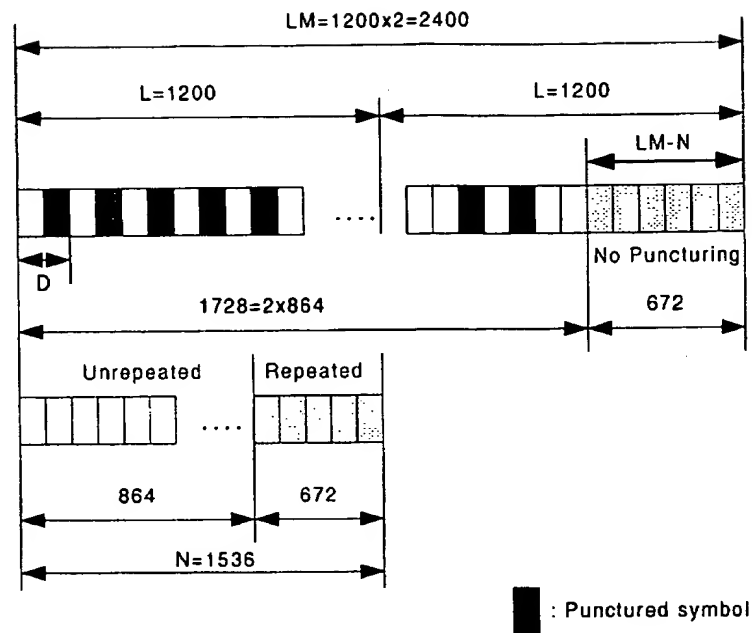 LM=1200x2=2400
L=1200 L=1200
LM-N
....
D
No Puncturing
1728=2x864 672
Unrepeated Repeated
....
864 672
N=1536
: Punctured symbol